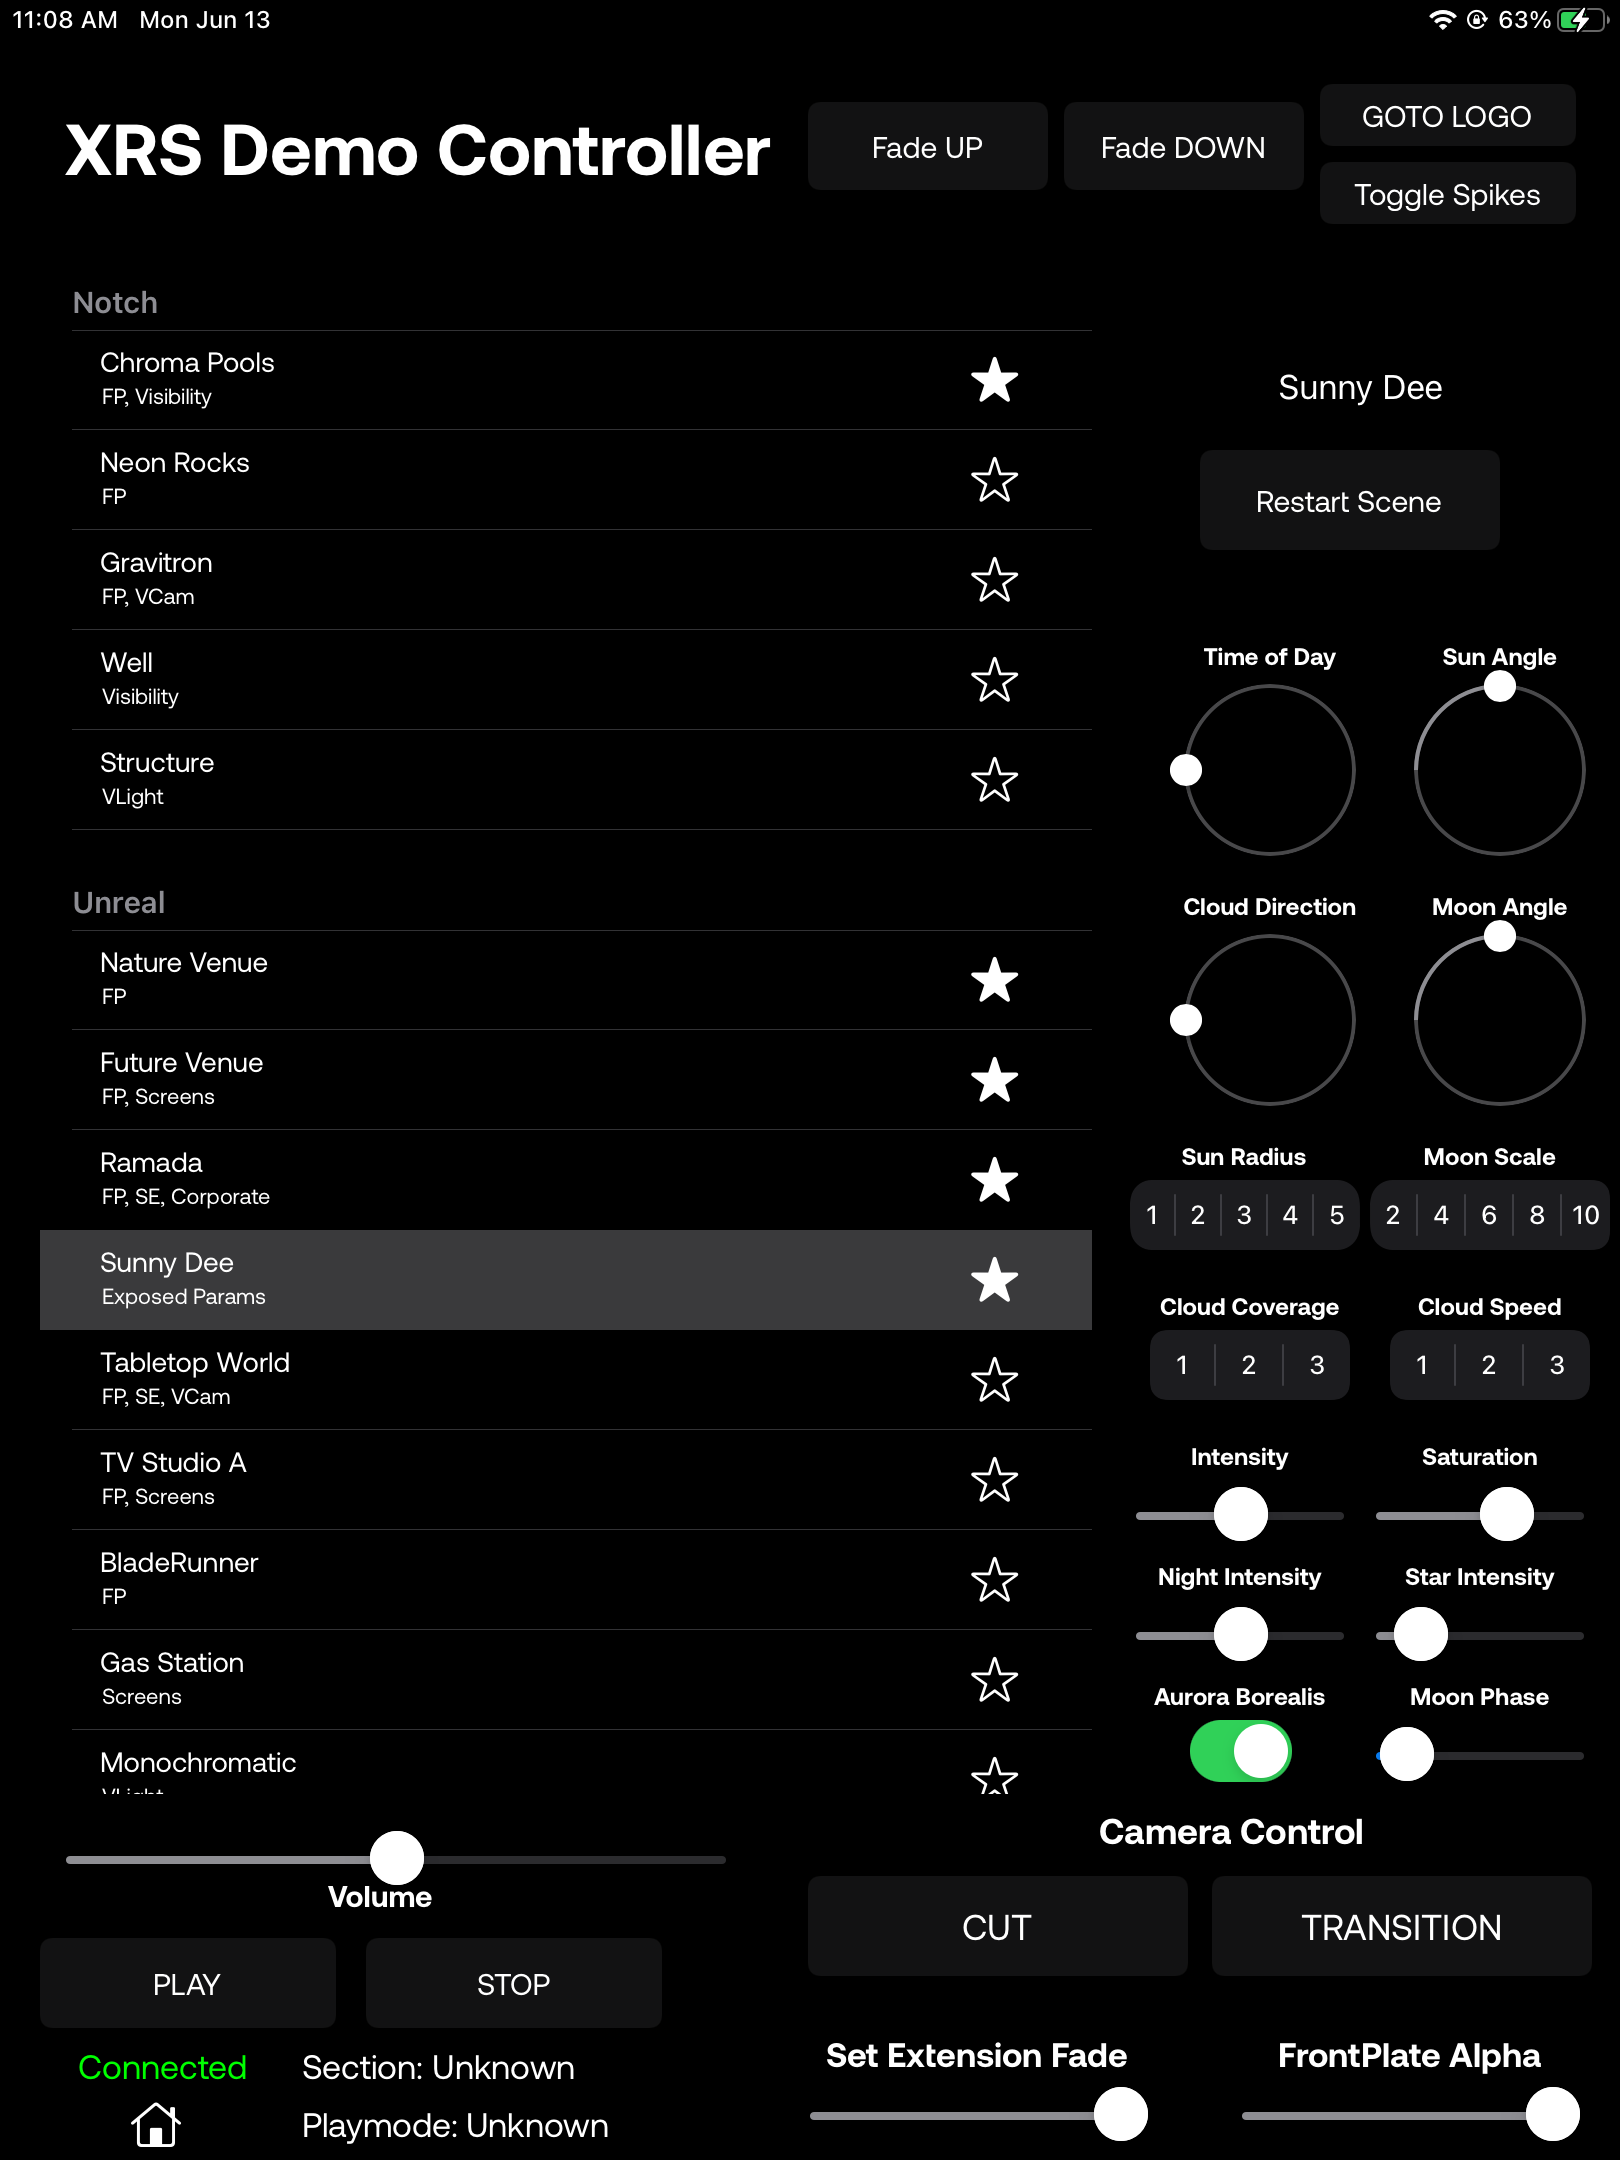 11:08 AM Mon Jun 13
63%
XRS Demo Controller
Fade UP
Fade DOWN
GOTO LOGO
Toggle Spikes
Notch
Chroma Pools
FP, Visibility
Neon Rocks
FP
Gravitron
FP, VCam
Well
Visibility
Structure
VLight
Unreal
Nature Venue
FP
Future Venue
FP, Screens
Ramada
FP, SE, Corporate
Sunny Dee
Exposed Params
Tabletop World
FP, SE, VCam
TV Studio A
FP, Screens
BladeRunner
FP
Gas Station
Screens
Monochromatic
VLight
Sunny Dee
Restart Scene
Time of Day
Sun Angle
Cloud Direction
Moon Angle
Sun Radius
1 2 3 4 5
Moon Scale
2 4 6 8 10
Cloud Coverage
1 2 3
Cloud Speed
1 2 3
Intensity
Saturation
Night Intensity
Star Intensity
Aurora Borealis
Moon Phase
Volume
PLAY
STOP
Connected
Section: Unknown
Playmode: Unknown
Camera Control
CUT
TRANSITION
Set Extension Fade
FrontPlate Alpha